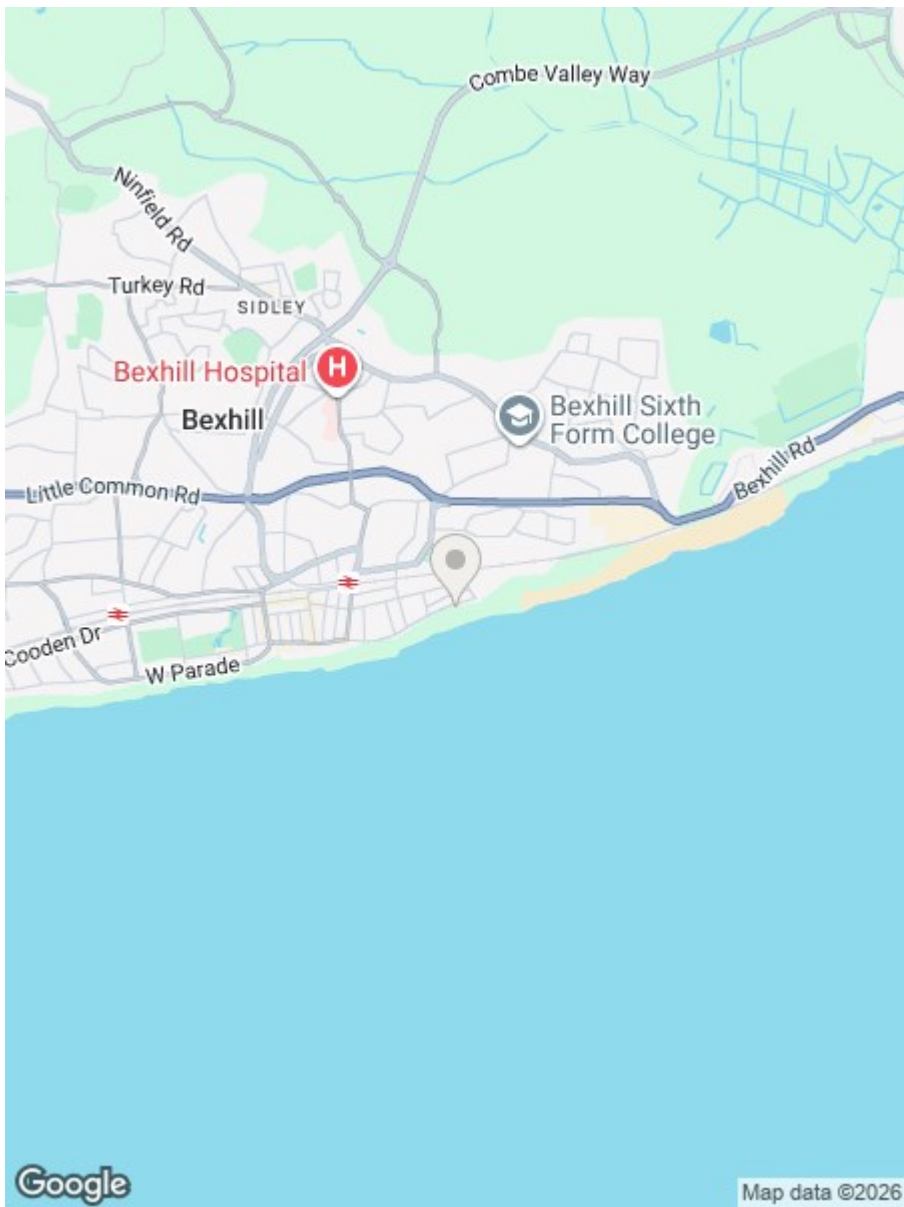 Combe Valley Way
Ninfield Rd
Turkey Rd
SIDLEY
Bexhill Hospital
H
Bexhill
Bexhill Sixth
Form College
Bexhill Rd
Little Common Rd
Cooden Dr
W Parade
Google
Map data ©2026